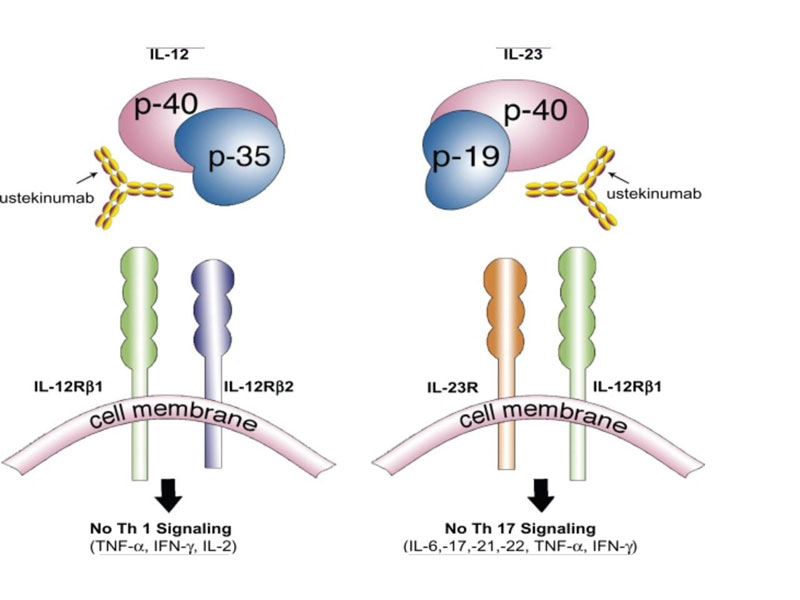 IL-12
p-40
p-35
ustekinumab
IL-12Rβ1
IL-12Rβ2
cell membrane
No Th 1 Signaling
(TNF-α, IFN-γ, IL-2)
IL-23
p-40
p-19
ustekinumab
IL-23R
IL-12Rβ1
cell membrane
No Th 17 Signaling
(IL-6,-17,-21,-22, TNF-α, IFN-γ)